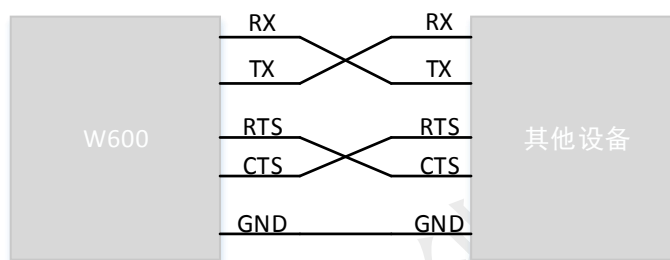 RX RX
TX TX
RTS RTS
W600 其他设备
CTS CTS
GND GND